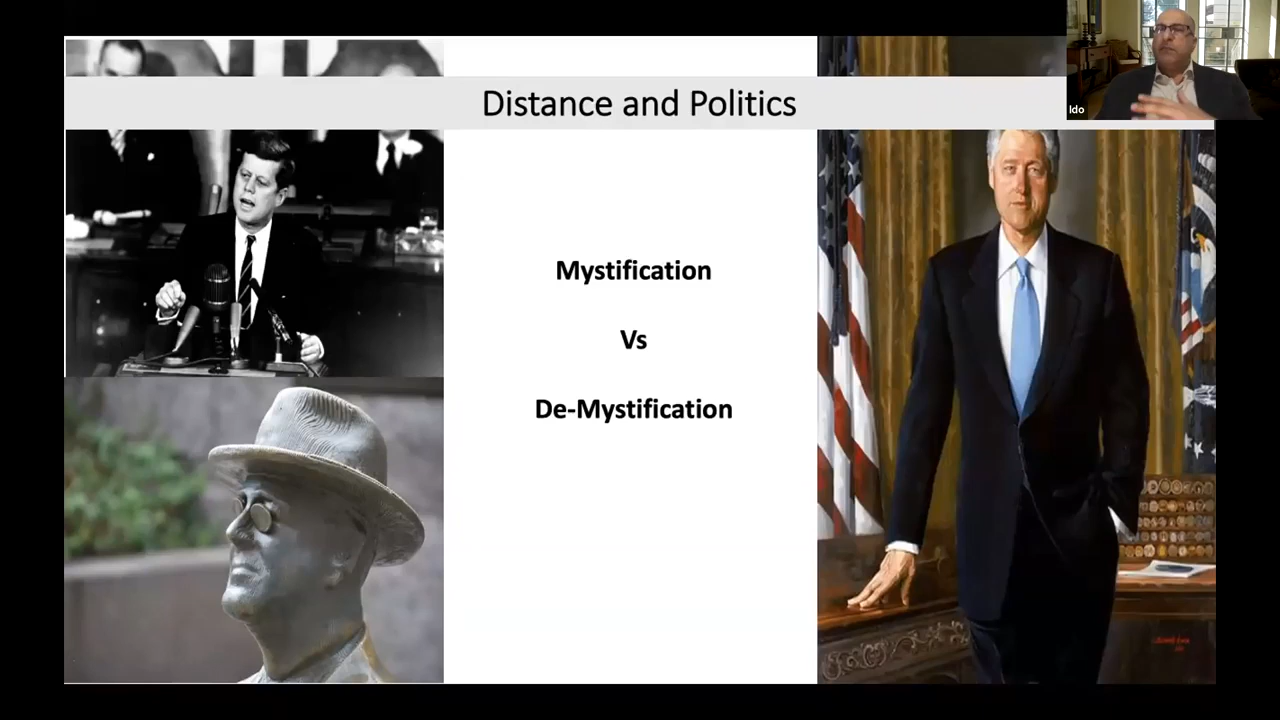 Distance and Politics
Ido
Mystification
Vs
De-Mystification